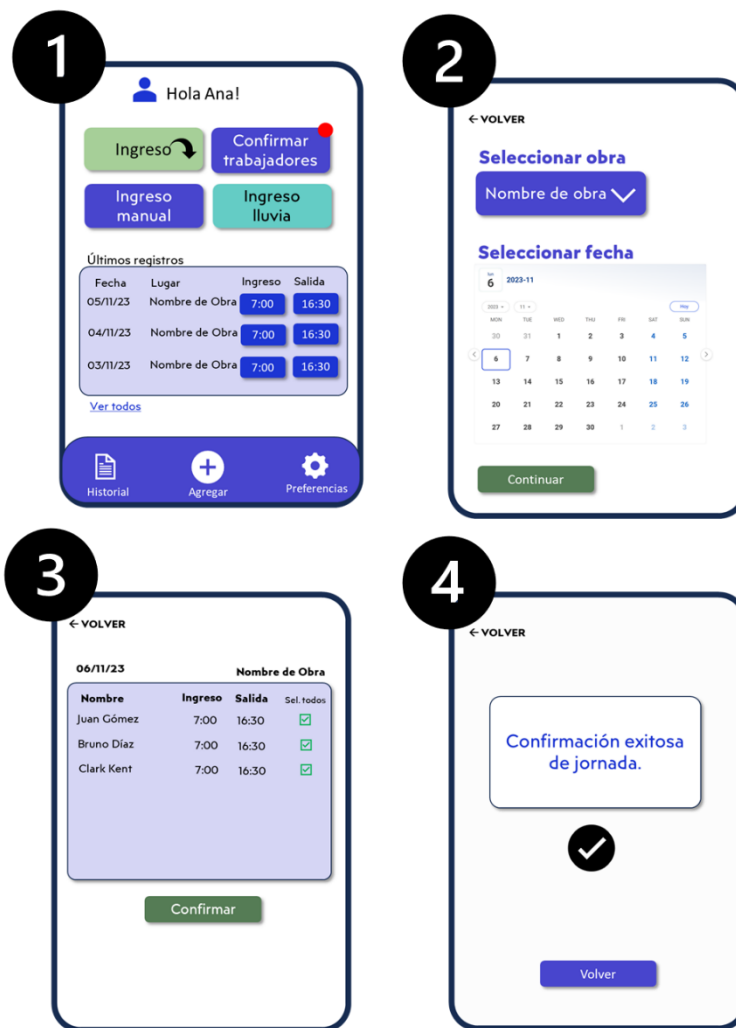 1
Hola Ana!
Ingreso
Confirmar
trabajadores
Ingreso
manual
Ingreso
lluvia
Últimos registros
Fecha Lugar Ingreso Salida
05/11/23 Nombre de Obra 7:00 16:30
04/11/23 Nombre de Obra 7:00 16:30
03/11/23 Nombre de Obra 7:00 16:30
Ver todos
Historial Agregar Preferencias
2
VOLVER
Seleccionar obra
Nombre de obra
Seleccionar fecha
6 2023-11
2023 11 Hoy
MON TUE WED THU FRI SAT SUN
30 31 1 2 3 4 5
6 7 8 9 10 11 12
13 14 15 16 17 18 19
20 21 22 23 24 25 26
27 28 29 30 1 2 3
Continuar
3
VOLVER
06/11/23 Nombre de Obra
Nombre Ingreso Salida Sel.todos
Juan Gómez 7:00 16:30
Bruno Díaz 7:00 16:30
Clark Kent 7:00 16:30
Confirmar
4
VOLVER
Confirmación exitosa
de jornada.
Volver